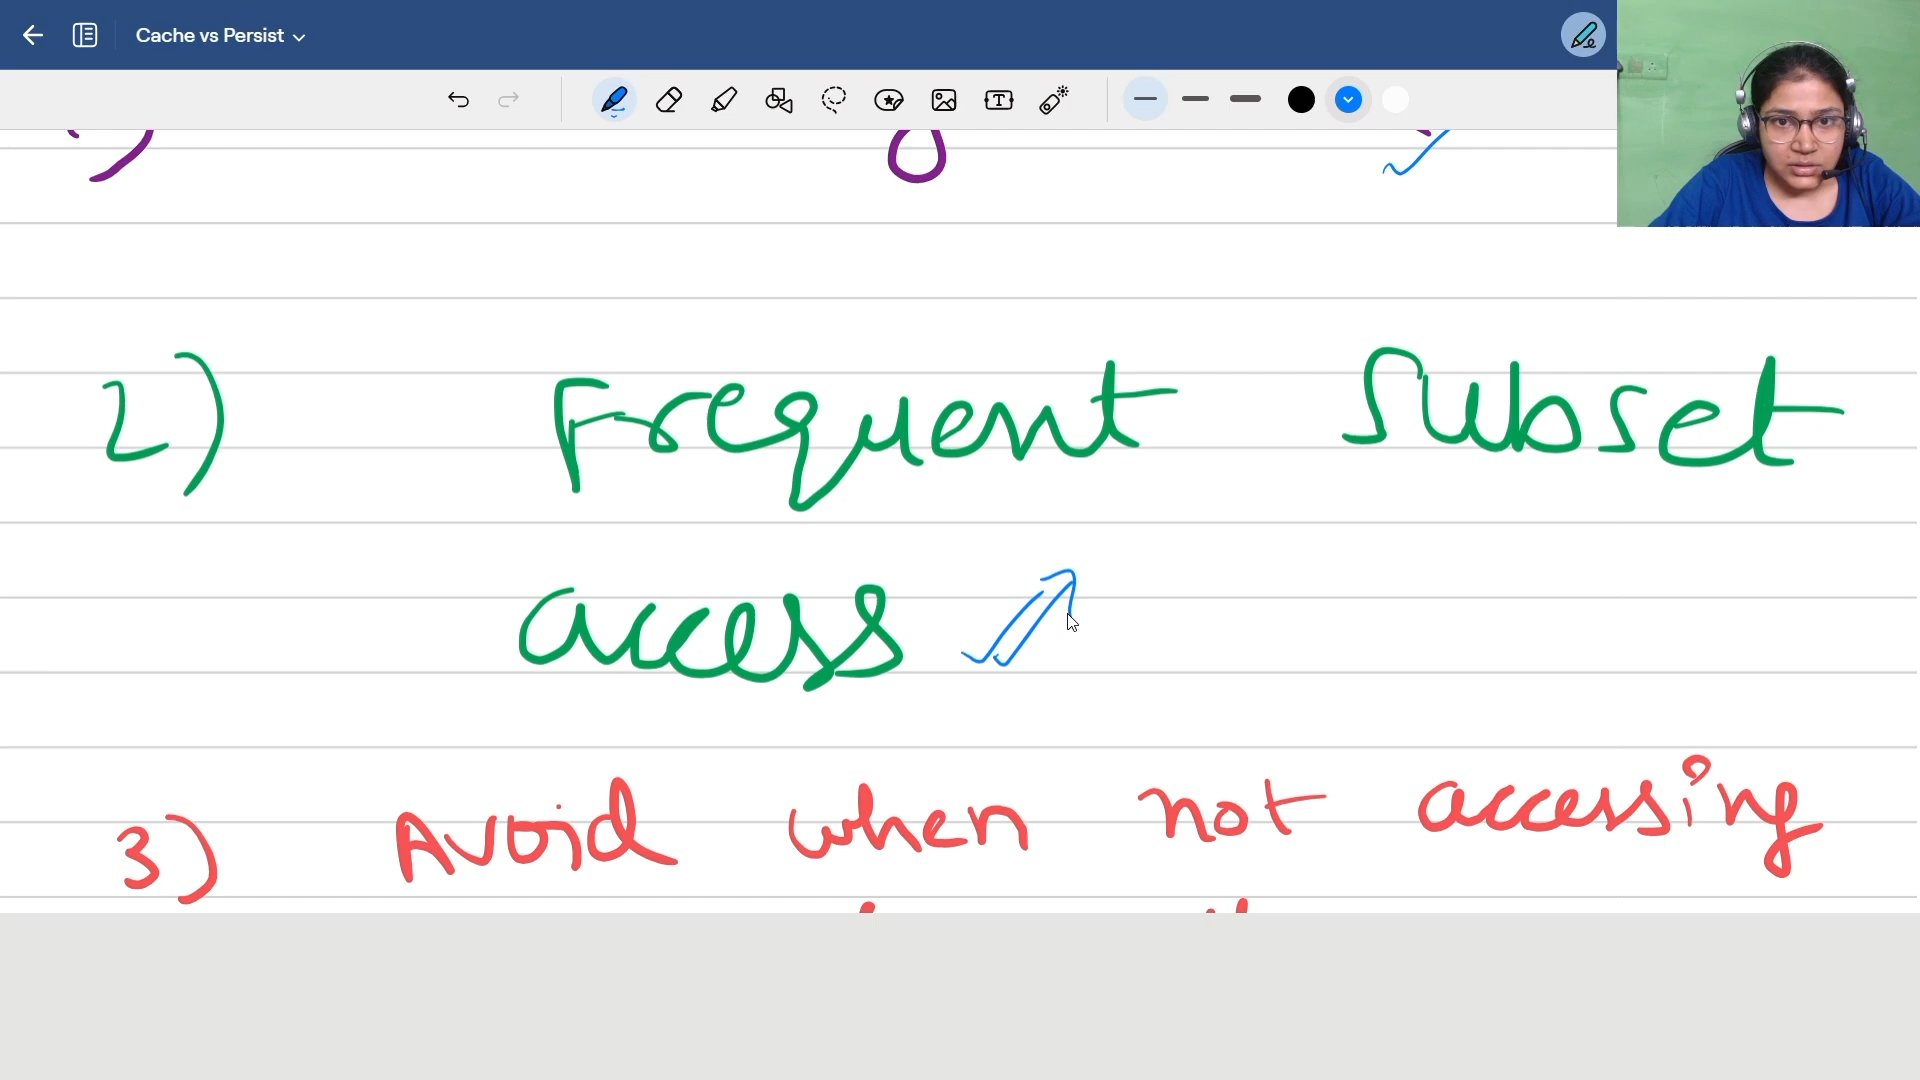 Cache vs Persist
2) Frequent Subset
access
3) Avoid when not accessing